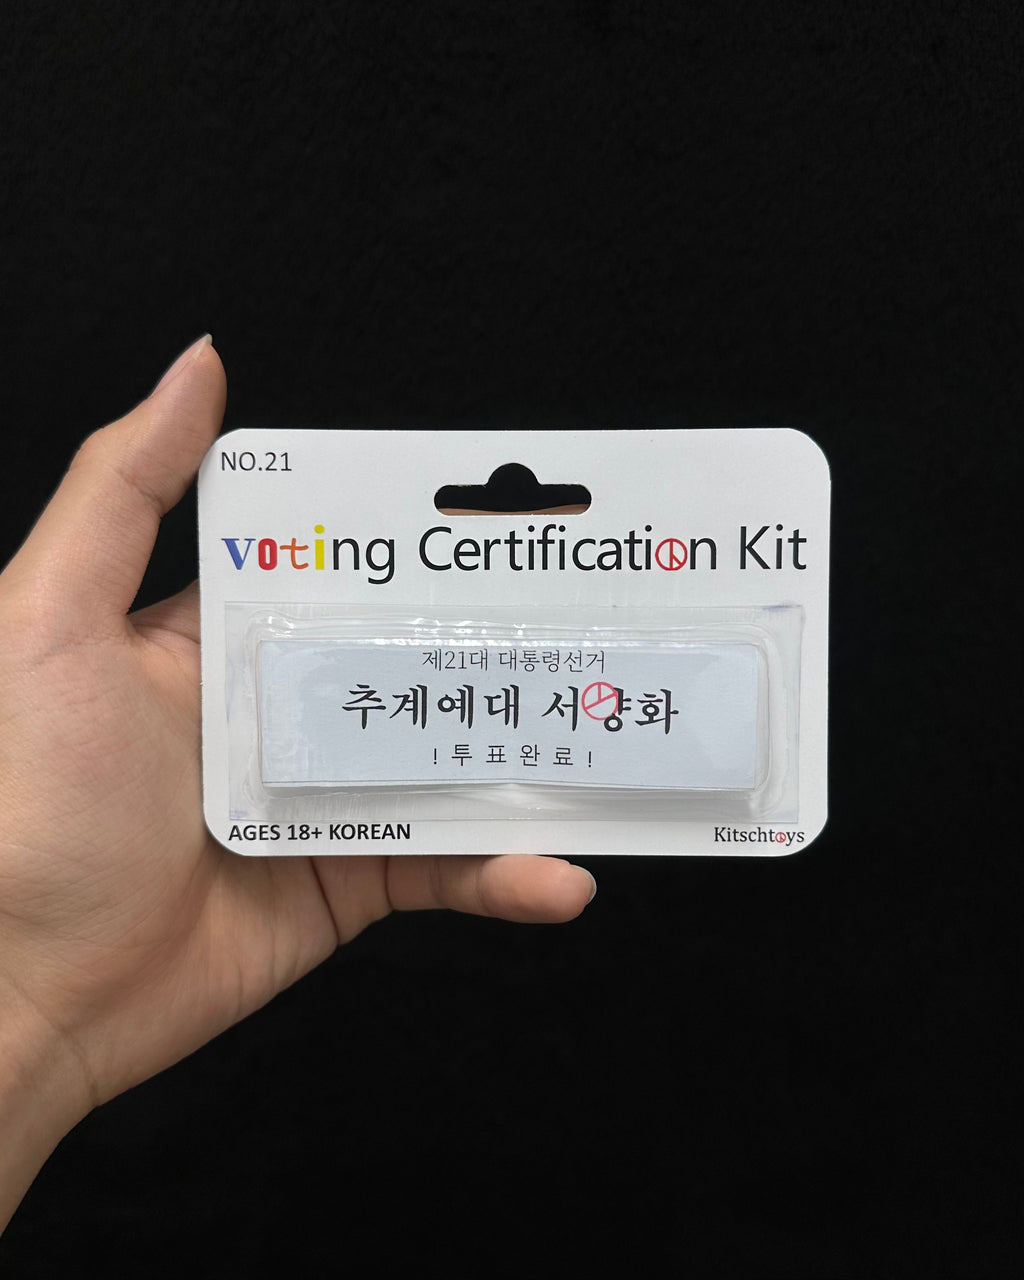 NO.21
voting Certification Kit
제21대 대통령선거
추계예대 서양화
! 투 표 완 료 !
AGES 18+ KOREAN
Kitschtoys